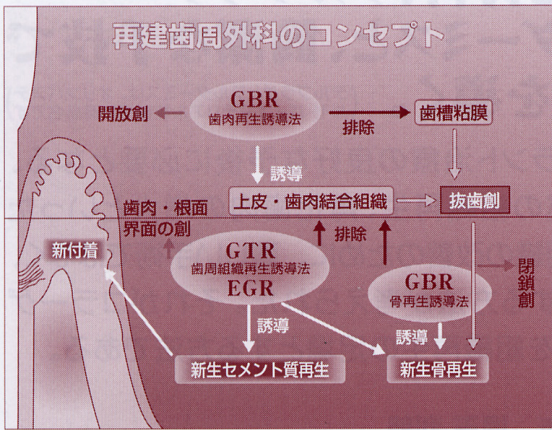 再建歯周外科のコンセプト
GBR
歯肉再生誘導法
開放創
排除
歯槽粘膜
誘導
上皮・歯肉結合組織
抜歯創
歯肉・根面
界面の創
新付着
GTR
歯周組織再生誘導法
EGR
排除
GBR
骨再生誘導法
閉鎖創
誘導
誘導
新生セメント質再生
新生骨再生